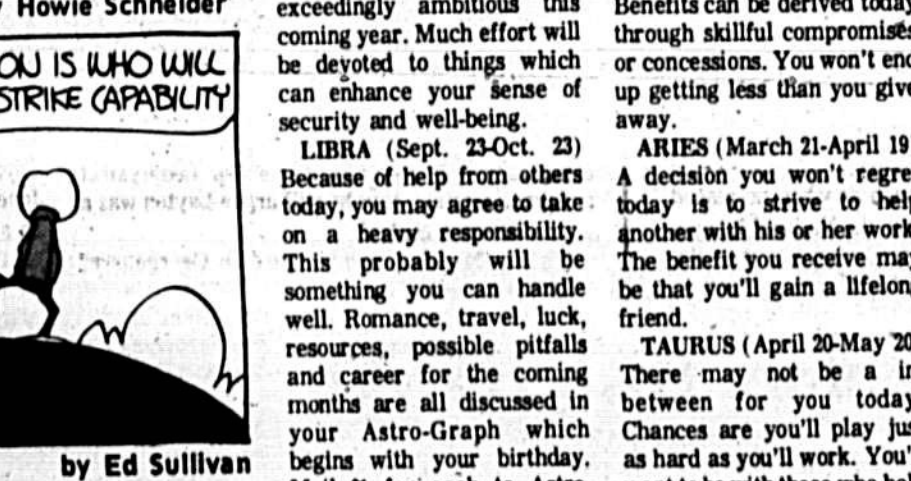 Howie Schneider
ON IS WHO WILL
STRIKE CAPABILITY
by Ed Sullivan
exceedingly ambitious this
coming year. Much effort will
be devoted to things which
can enhance your sense of
security and well-being.
LIBRA (Sept. 23-Oct. 23)
Because of help from others
today, you may agree to take
on a heavy responsibility.
This probably will be
something you can handle
well. Romance, travel, luck,
resources, possible pitfalls
and career for the coming
months are all discussed in
your Astro-Graph which
begins with your birthday.
Benefits can be derived today
through skillful compromises
or concessions. You won't end
up getting less than you give
away.
ARIES (March 21-April 19
A decision you won't regre
today is to strive to help
another with his or her work
The benefit you receive may
be that you'll gain a lifelon
friend.
TAURUS (April 20-May 20
There may not be a in
between for you today
Chances are you'll play jus
as hard as you'll work. You'